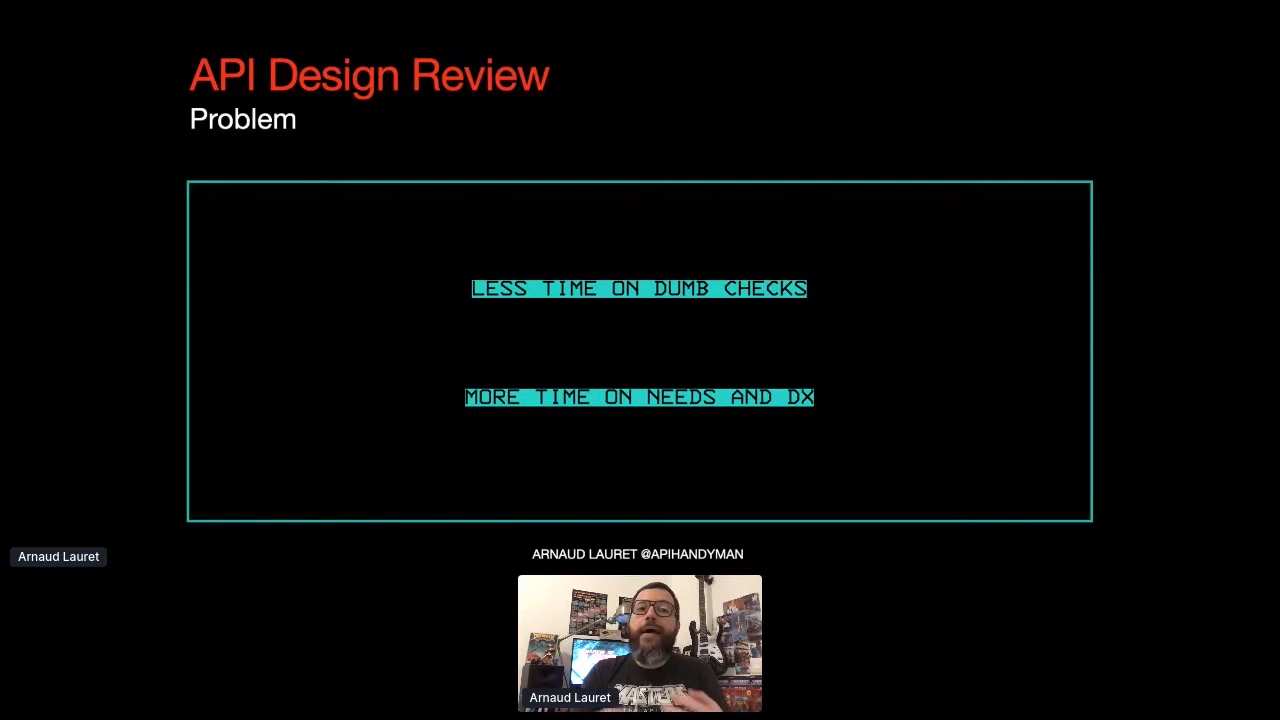 API Design Review
Problem
LESS TIME ON DUMB CHECKS
MORE TIME ON NEEDS AND DX
Arnaud Lauret
ARNAUD LAURET @APIHANDYMAN
Arnaud Lauret